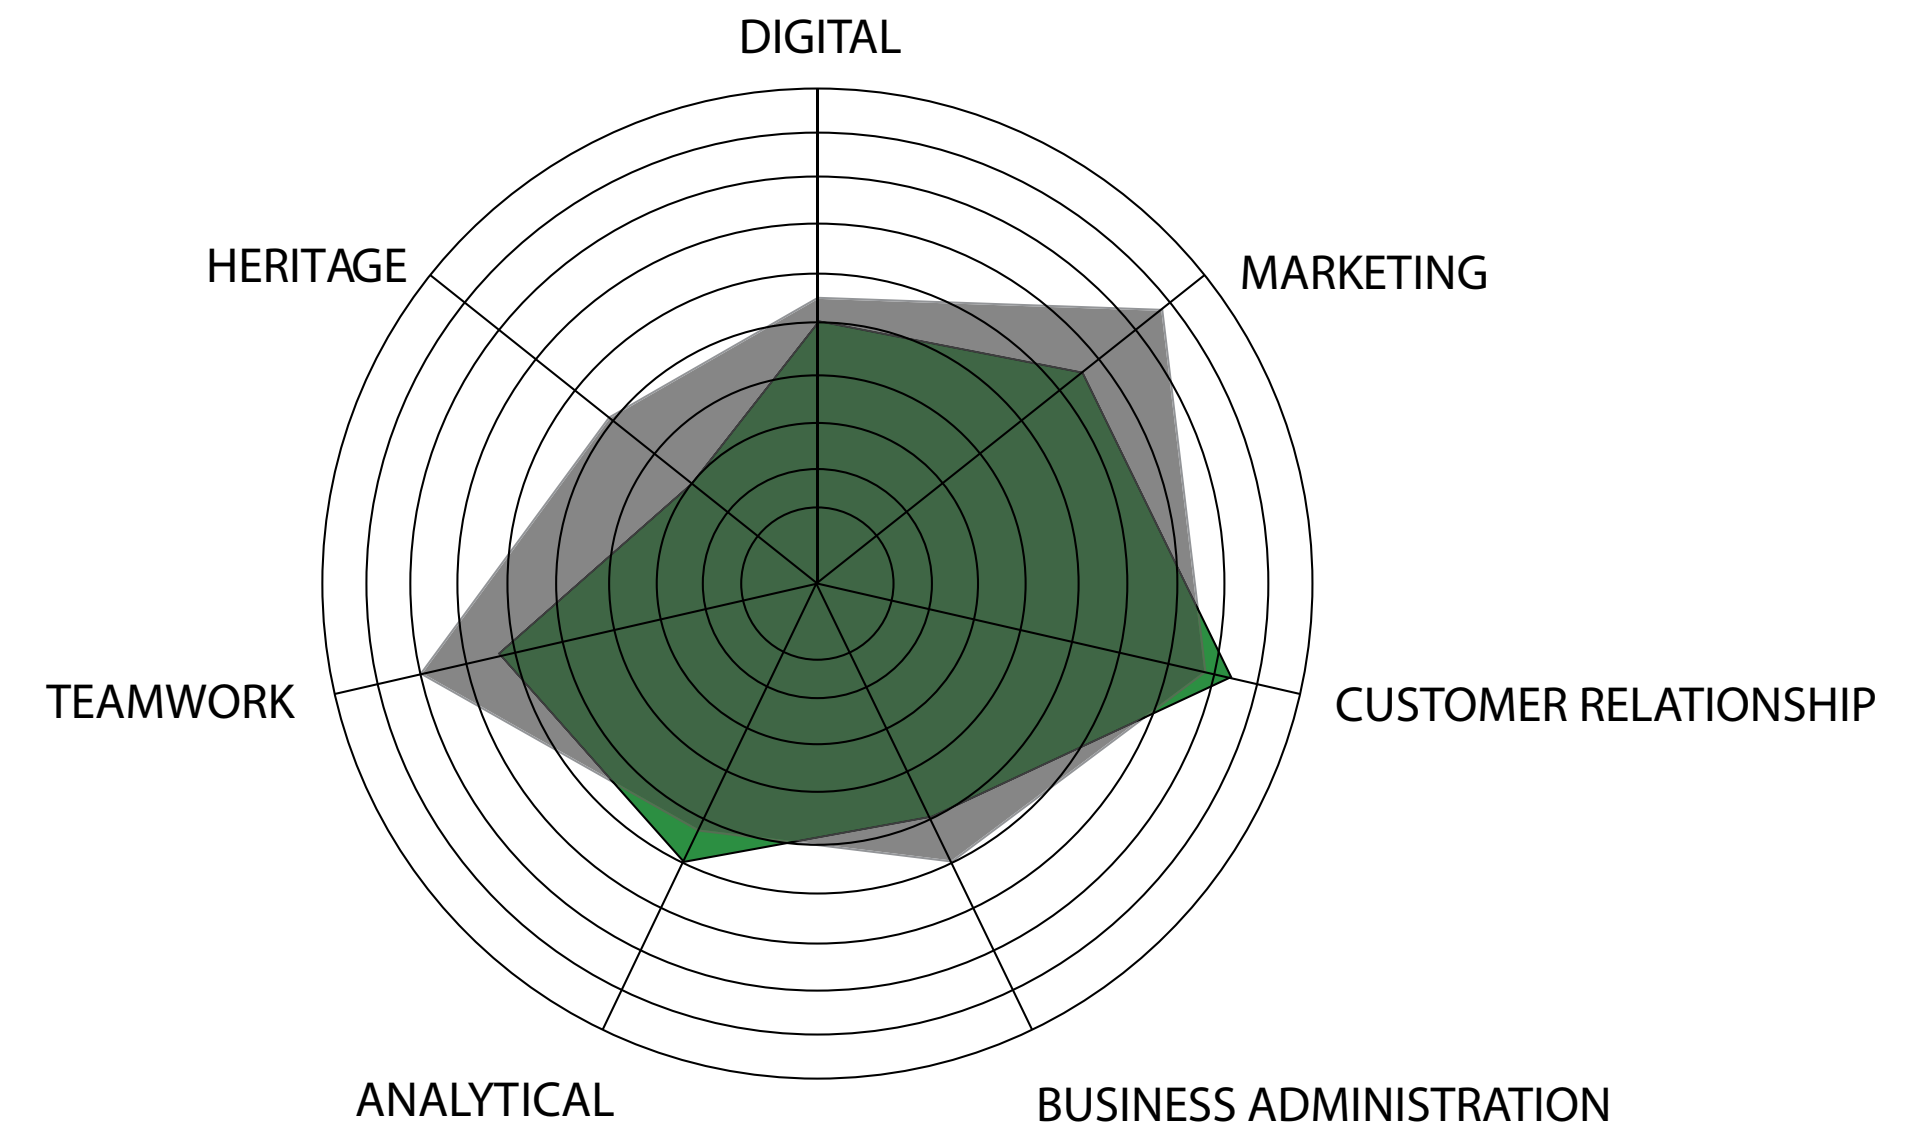 DIGITAL
HERITAGE
MARKETING
TEAMWORK
CUSTOMER RELATIONSHIP
ANALYTICAL
BUSINESS ADMINISTRATION